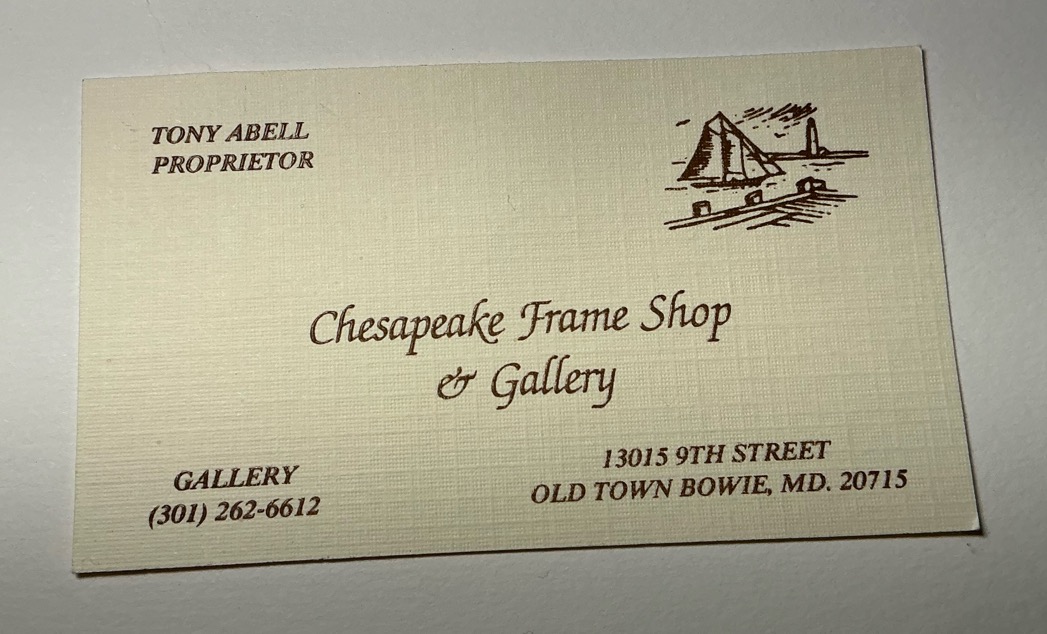 TONY ABELL
PROPRIETOR
Chesapeake Frame Shop
& Gallery
GALLERY
(301) 262-6612
13015 9TH STREET
OLD TOWN BOWIE, MD. 20715